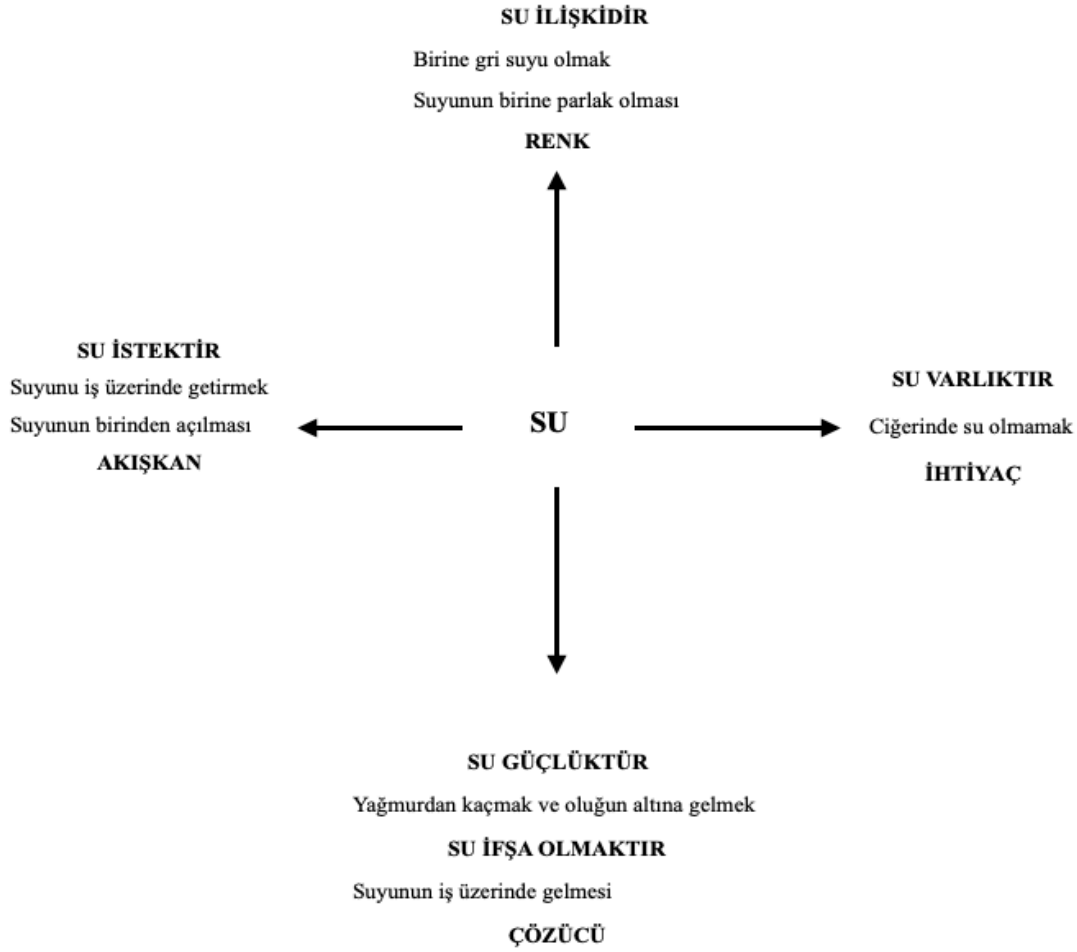 SU İLİŞKİDİR
Birine gri suyu olmak
Suyunun birine parlak olması
RENK
SU İSTEKTİR
Suyunu iş üzerinde getirmek
Suyunun birinden açılması
AKIŞKAN
SU
SU VARLIKTIR
Ciğerinde su olmamak
İHTİYAÇ
SU GÜÇLÜKTÜR
Yağmurdan kaçmak ve oluğun altına gelmek
SU İFŞA OLMAKTIR
Suyunun iş üzerinde gelmesi
ÇÖZÜCÜ